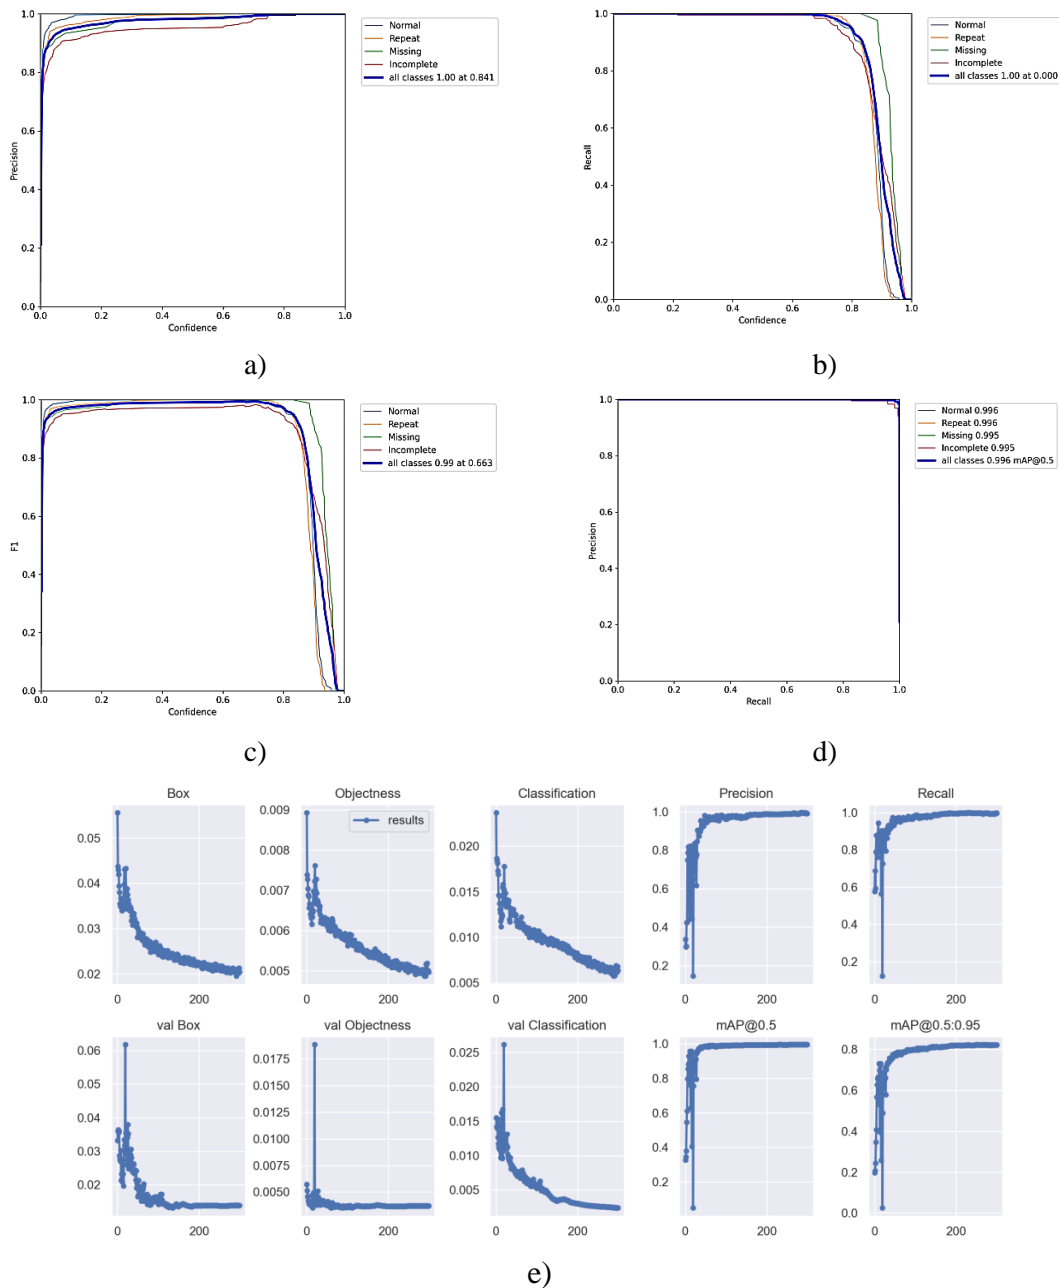 1.0
0.8
0.6
0.4
0.2
0.0
Precision
0.0 0.2 0.4 0.6 0.8 1.0
Confidence
Normal
Repeat
Missing
Incomplete
all classes 1.00 at 0.841
a)
1.0
0.8
0.6
0.4
0.2
0.0
Recall
0.0 0.2 0.4 0.6 0.8 1.0
Confidence
Normal
Repeat
Missing
Incomplete
all classes 1.00 at 0.000
b)
1.0
0.8
0.6
0.4
0.2
0.0
F1
0.0 0.2 0.4 0.6 0.8 1.0
Confidence
Normal
Repeat
Missing
Incomplete
all classes 0.99 at 0.663
c)
1.0
0.8
0.6
0.4
0.2
0.0
Precision
0.0 0.2 0.4 0.6 0.8 1.0
Recall
Normal 0.996
Repeat 0.996
Missing 0.995
Incomplete 0.995
all classes 0.996 mAP@0.5
d)
Box
0.05
0.04
0.03
0.02
0 200
Objectness
results
0.009
0.008
0.007
0.006
0.005
0 200
Classification
0.020
0.015
0.010
0.005
0 200
Precision
1.0
0.8
0.6
0.4
0.2
0 200
Recall
1.0
0.8
0.6
0.4
0.2
0 200
val Box
0.06
0.05
0.04
0.03
0.02
0 200
val Objectness
0.0175
0.0150
0.0125
0.0100
0.0075
0.0050
0 200
val Classification
0.025
0.020
0.015
0.010
0.005
0 200
mAP@0.5
1.0
0.8
0.6
0.4
0.2
0 200
mAP@0.5:0.95
0.8
0.6
0.4
0.2
0.0
0 200
e)